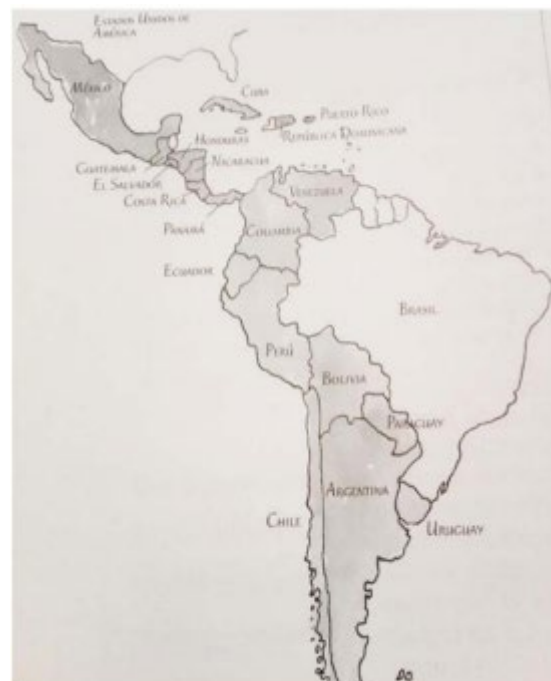 Estados Unidos de
América
México
Cuba
Puerto Rico
República Dominicana
Honduras
Guatemala
Nicaragua
El Salvador
Costa Rica
Venezuela
Panamá
Colombia
Ecuador
Brasil
Perú
Bolivia
Paraguay
Argentina
Chile
Uruguay